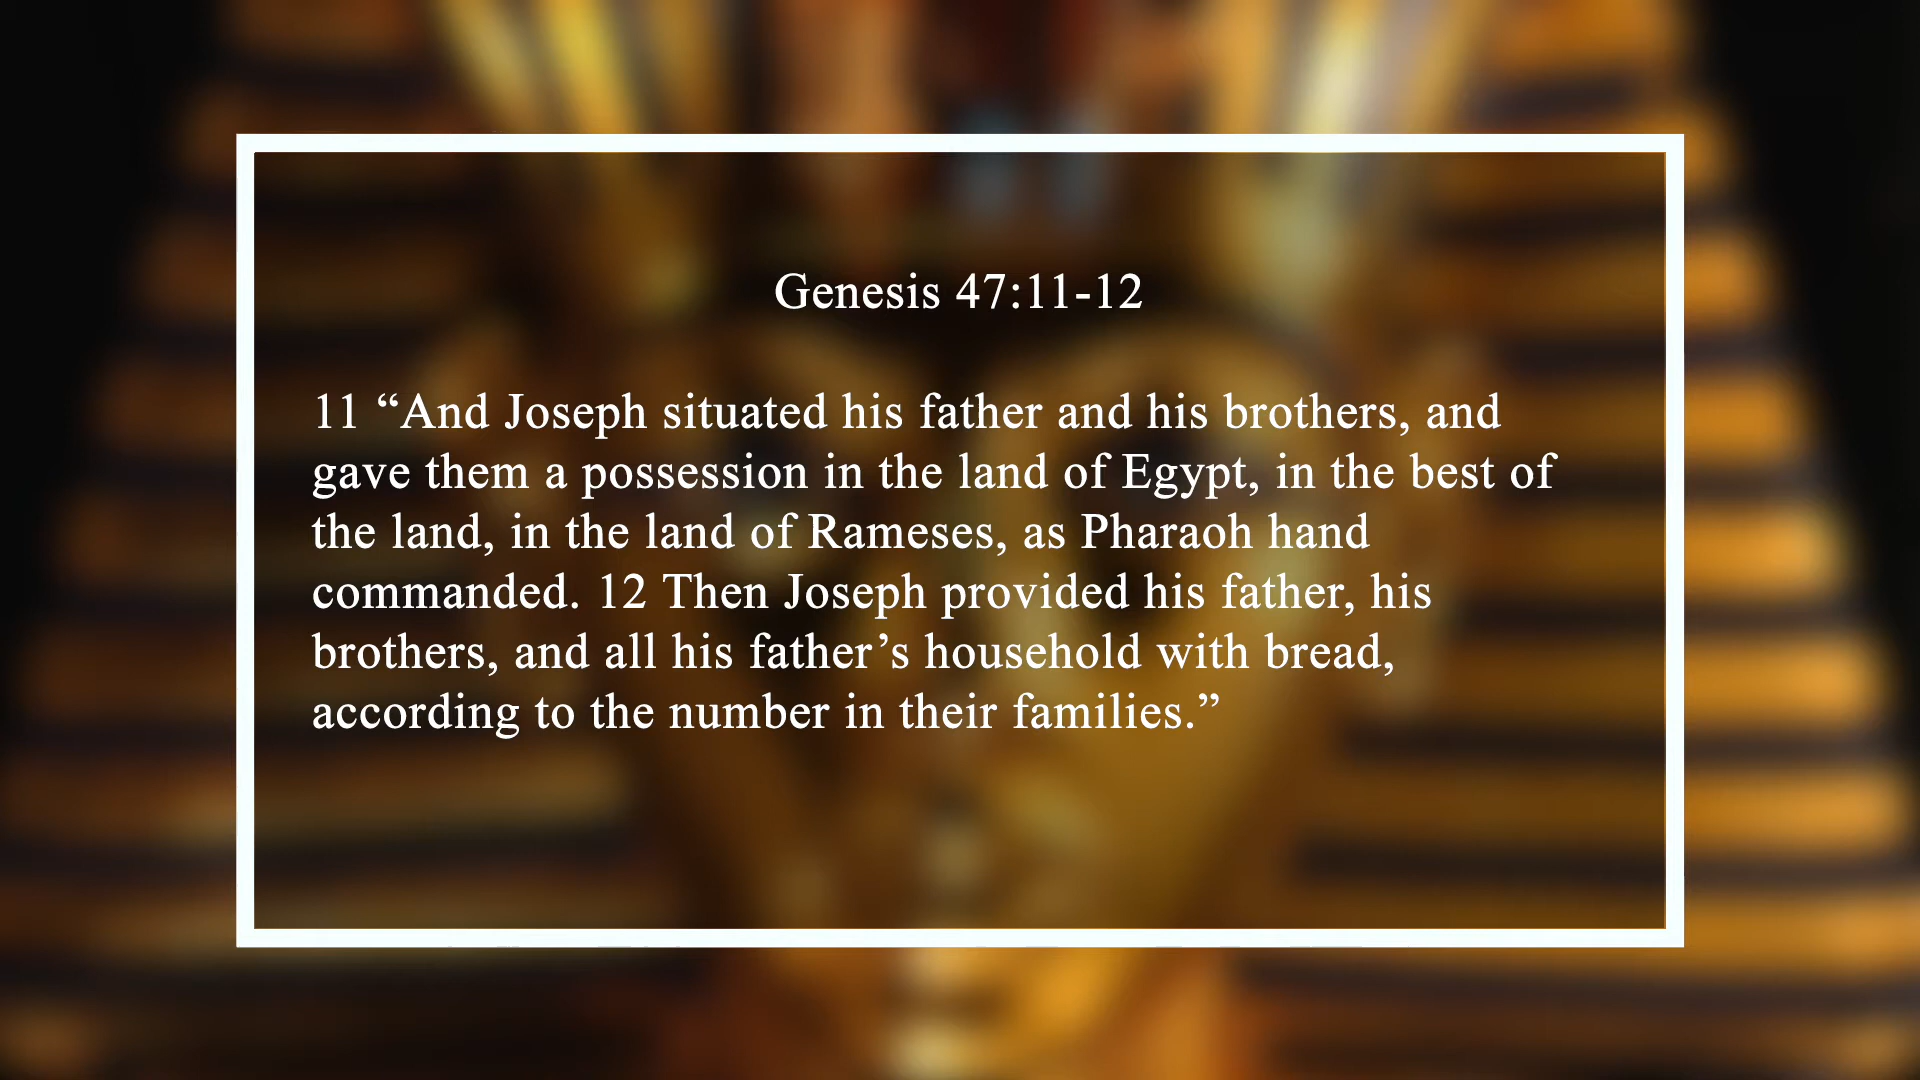 Genesis 47:11-12
11 “And Joseph situated his father and his brothers, and
gave them a possession in the land of Egypt, in the best of
the land, in the land of Rameses, as Pharaoh hand
commanded. 12 Then Joseph provided his father, his
brothers, and all his father’s household with bread,
according to the number in their families.”